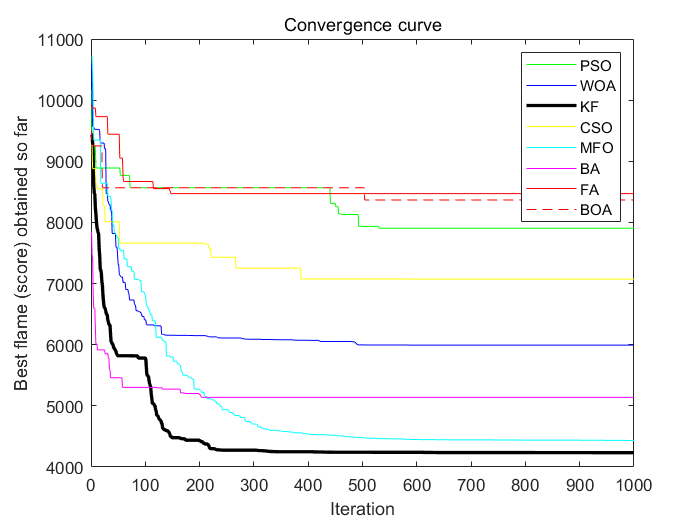 Convergence curve
11000
10000
9000
8000
7000
6000
5000
4000
Best flame (score) obtained so far
PSO
WOA
KF
CSO
MFO
BA
FA
BOA
0 100 200 300 400 500 600 700 800 900 1000
Iteration